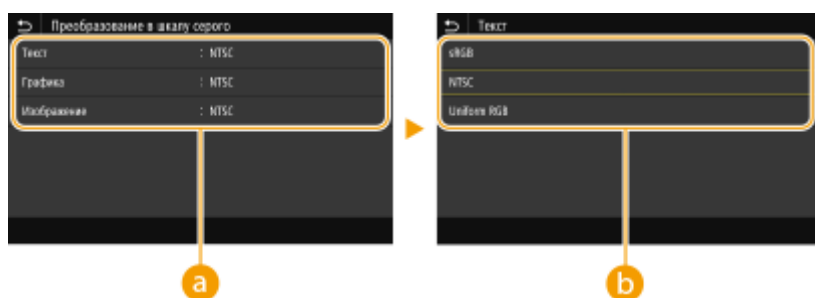 Преобразование в шкалу серого
Текст : NTSC
Графика : NTSC
Изображение : NTSC
a
Текст
sRGB
NTSC
Uniform RGB
b